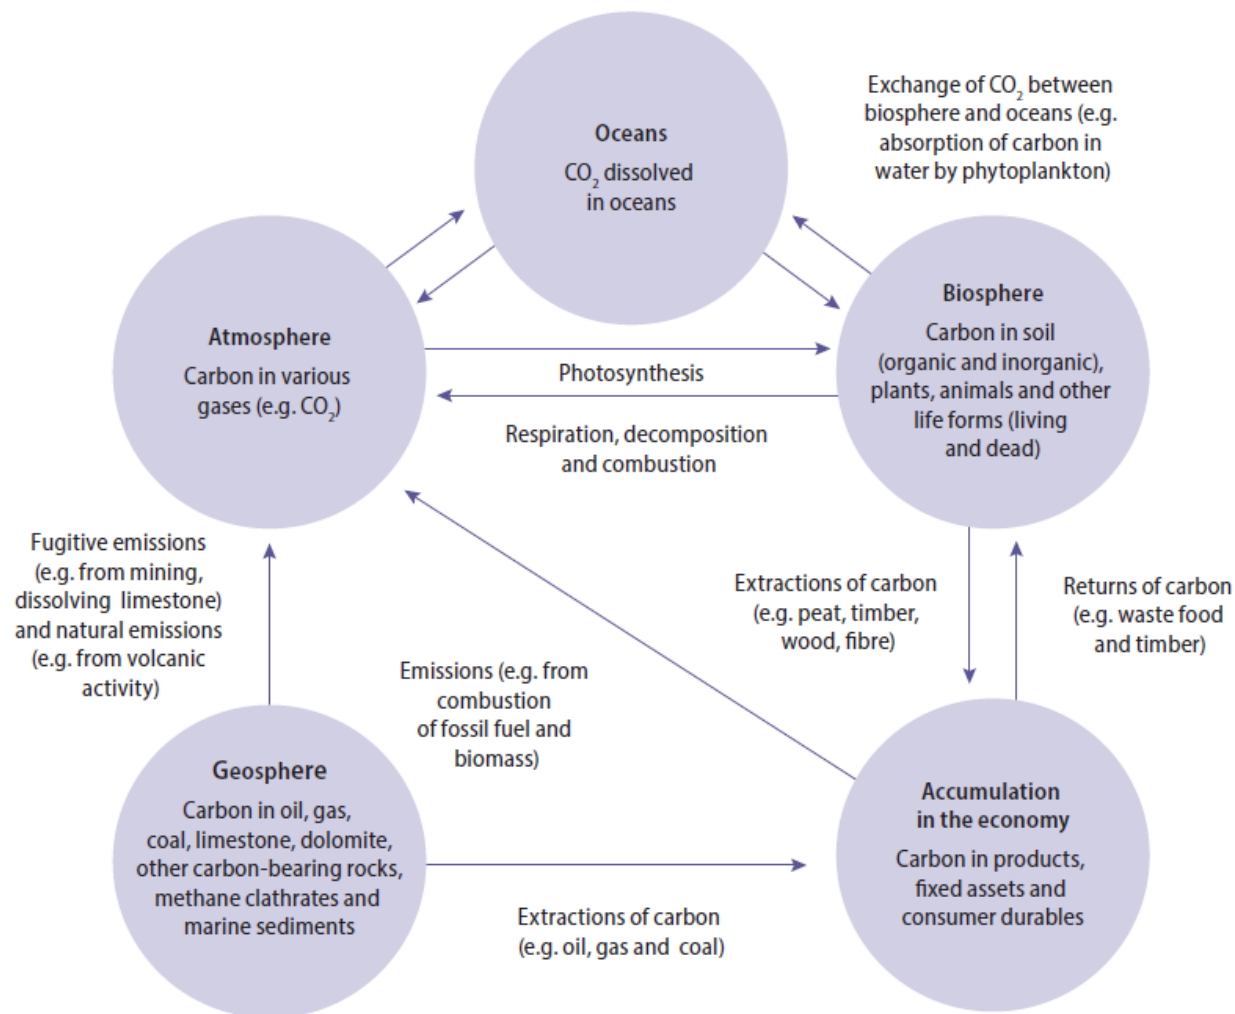 Oceans
CO₂ dissolved
in oceans
Exchange of CO₂ between
biosphere and oceans (e.g.
absorption of carbon in
water by phytoplankton)
Atmosphere
Carbon in various
gases (e.g. CO₂)
Biosphere
Carbon in soil
(organic and inorganic),
plants, animals and other
life forms (living
and dead)
Photosynthesis
Respiration, decomposition
and combustion
Fugitive emissions
(e.g. from mining,
dissolving limestone)
and natural emissions
(e.g. from volcanic
activity)
Emissions (e.g. from
combustion
of fossil fuel and
biomass)
Extractions of carbon
(e.g. peat, timber,
wood, fibre)
Returns of carbon
(e.g. waste food
and timber)
Geosphere
Carbon in oil, gas,
coal, limestone, dolomite,
other carbon-bearing rocks,
methane clathrates and
marine sediments
Extractions of carbon
(e.g. oil, gas and coal)
Accumulation
in the economy
Carbon in products,
fixed assets and
consumer durables